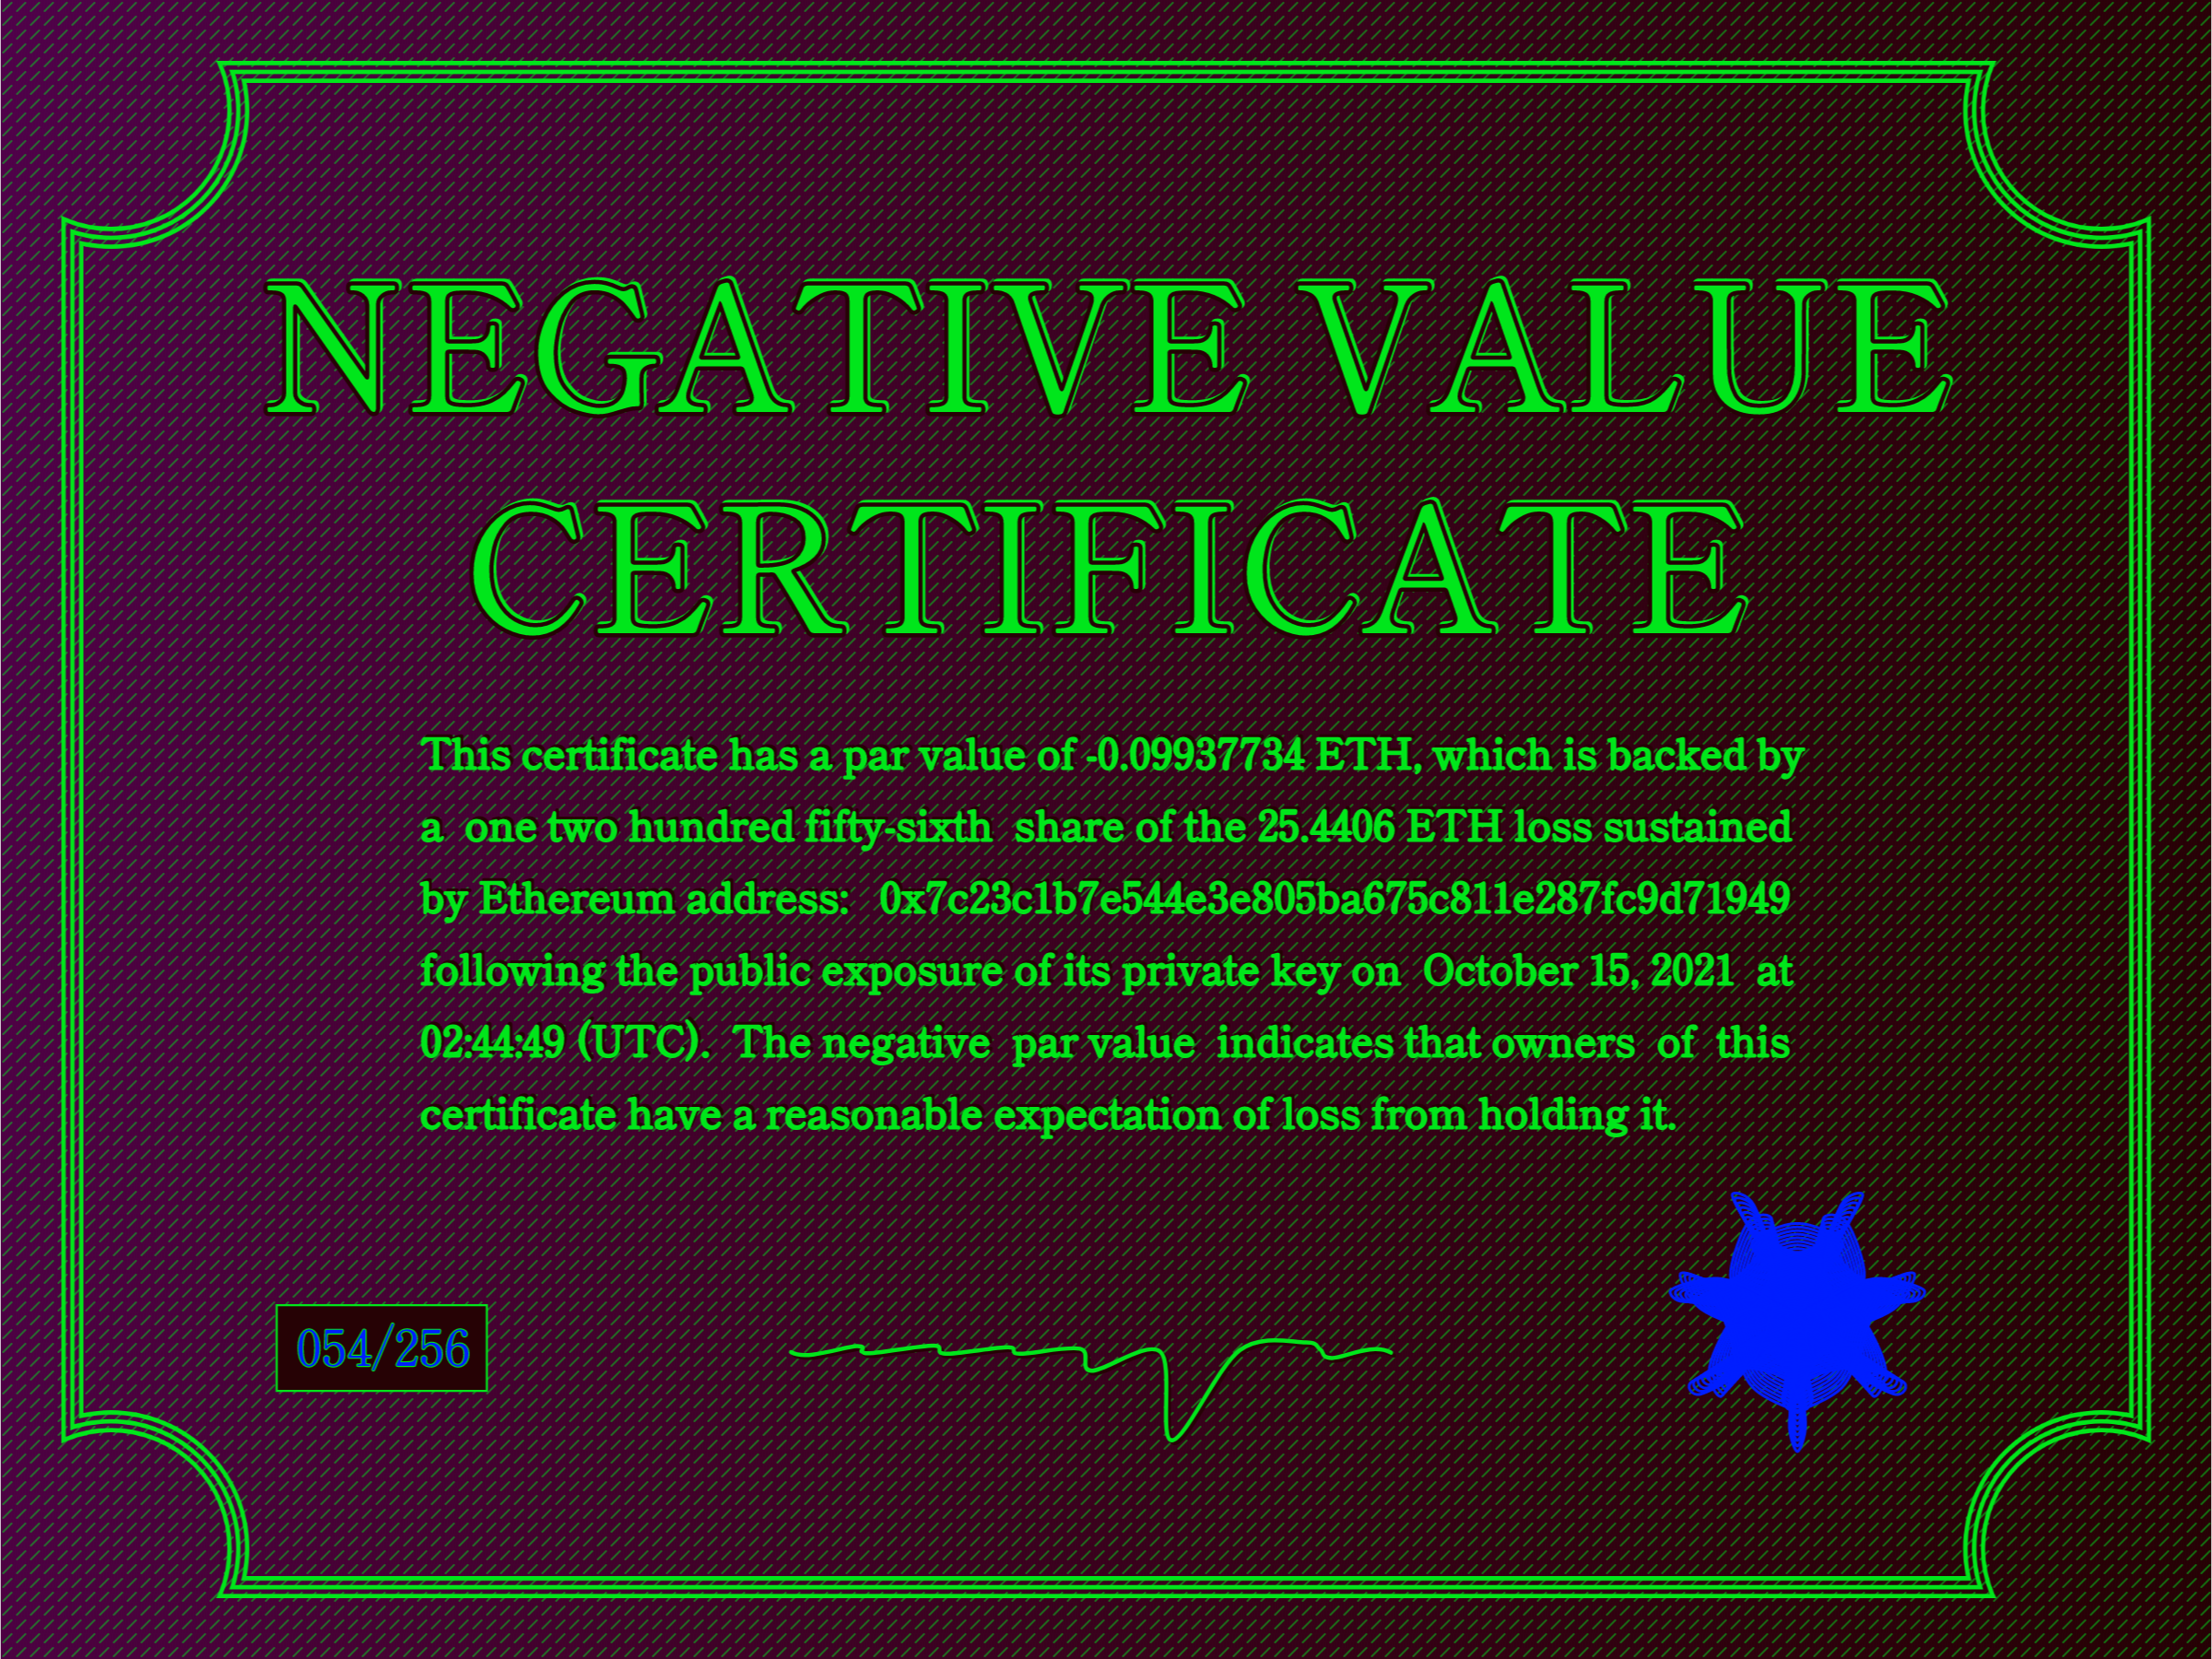 NEGATIVE VALUE
CERTIFICATE
This certificate has a par value of -0.09937734 ETH, which is backed by
a one two hundred fifty-sixth share of the 25.4406 ETH loss sustained
by Ethereum address: 0x7c23c1b7e544e3e805ba675c811e287fc9d71949
following the public exposure of its private key on October 15, 2021 at
02:44:49 (UTC). The negative par value indicates that owners of this
certificate have a reasonable expectation of loss from holding it.
054/256